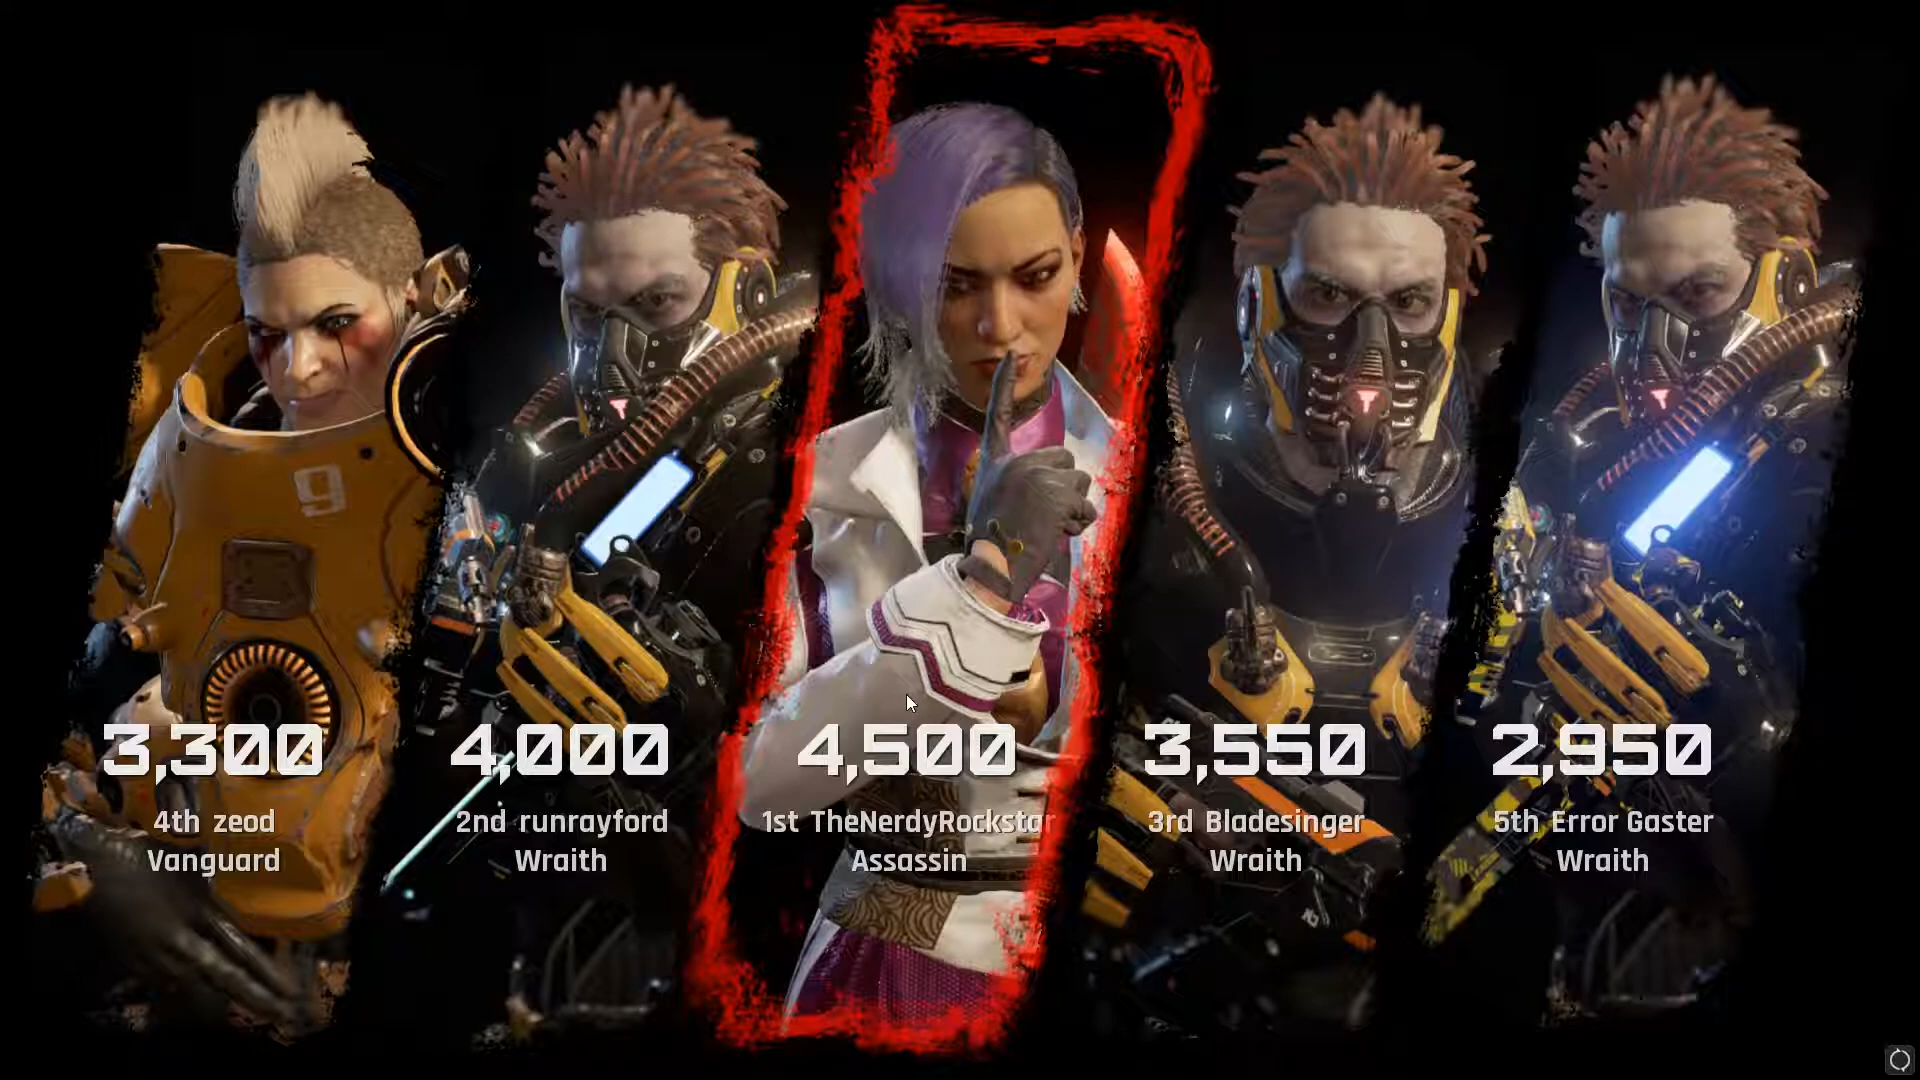 9
3,300
4th zeod
Vanguard
4,000
2nd runrayford
Wraith
4,500
1st TheNerdyRockstar
Assassin
3,550
3rd Bladesinger
Wraith
2,950
5th Error Gaster
Wraith